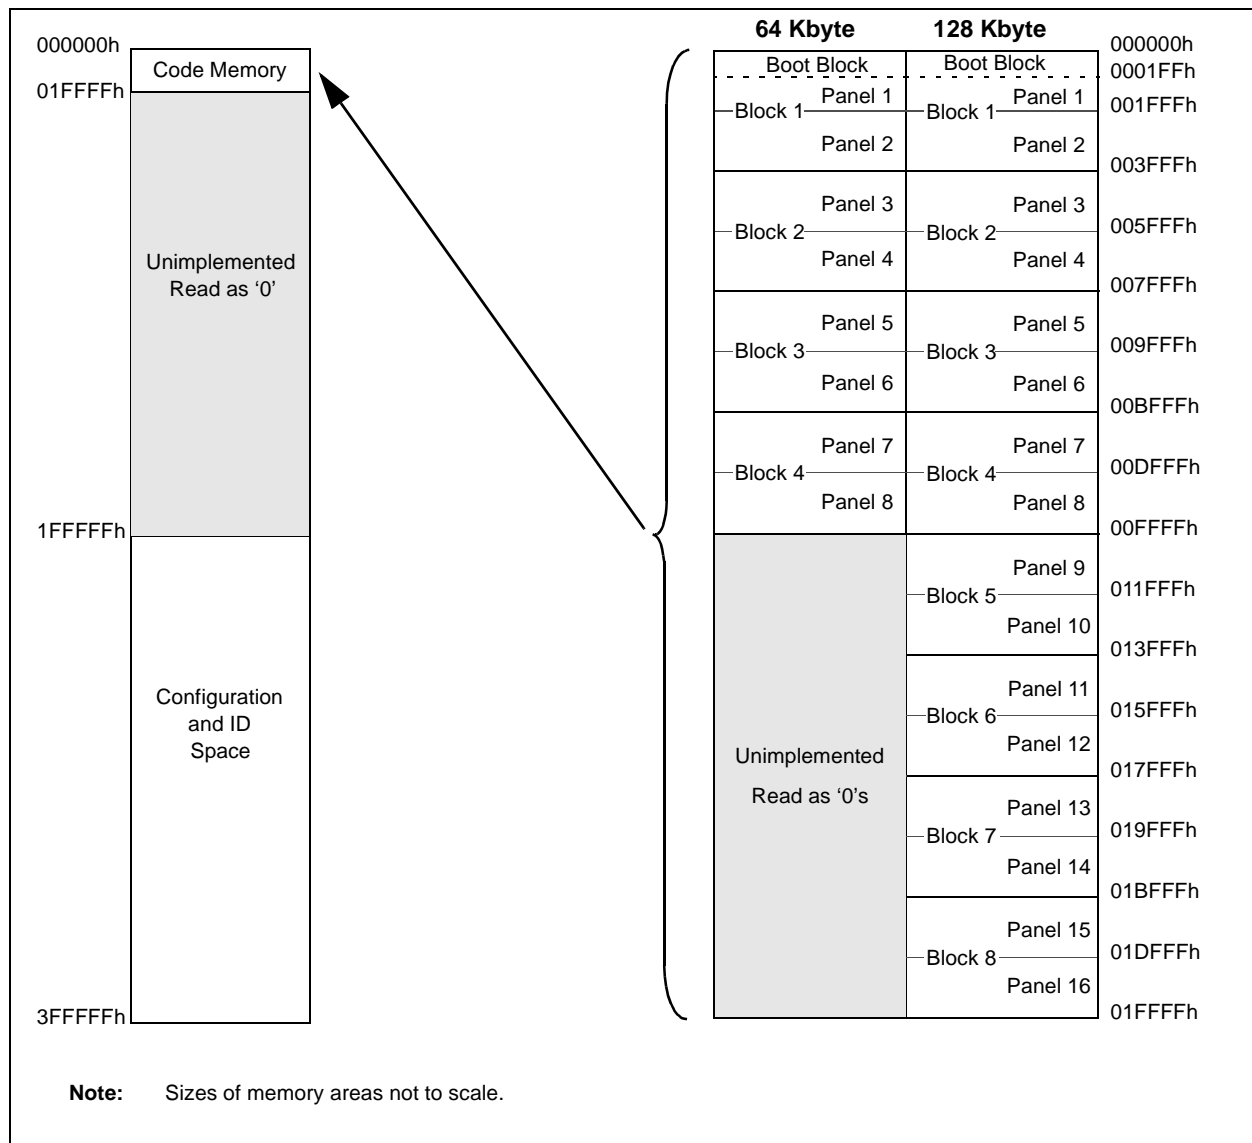 000000h
Code Memory
01FFFFh
Unimplemented
Read as ‘0’
1FFFFFh
Configuration
and ID
Space
3FFFFFh
64 Kbyte
128 Kbyte
Boot Block
Boot Block
000000h
0001FFh
Block 1
Panel 1
Block 1
Panel 1
001FFFh
Panel 2
Panel 2
003FFFh
Panel 3
Panel 3
Block 2
Block 2
005FFFh
Panel 4
Panel 4
007FFFh
Panel 5
Panel 5
Block 3
Block 3
009FFFh
Panel 6
Panel 6
00BFFFh
Panel 7
Panel 7
Block 4
Block 4
00DFFFh
Panel 8
Panel 8
00FFFFh
Unimplemented
Read as ‘0’s
Panel 9
Block 5
011FFFh
Panel 10
013FFFh
Panel 11
Block 6
015FFFh
Panel 12
017FFFh
Panel 13
Block 7
019FFFh
Panel 14
01BFFFh
Panel 15
Block 8
01DFFFh
Panel 16
01FFFFh
Note: Sizes of memory areas not to scale.